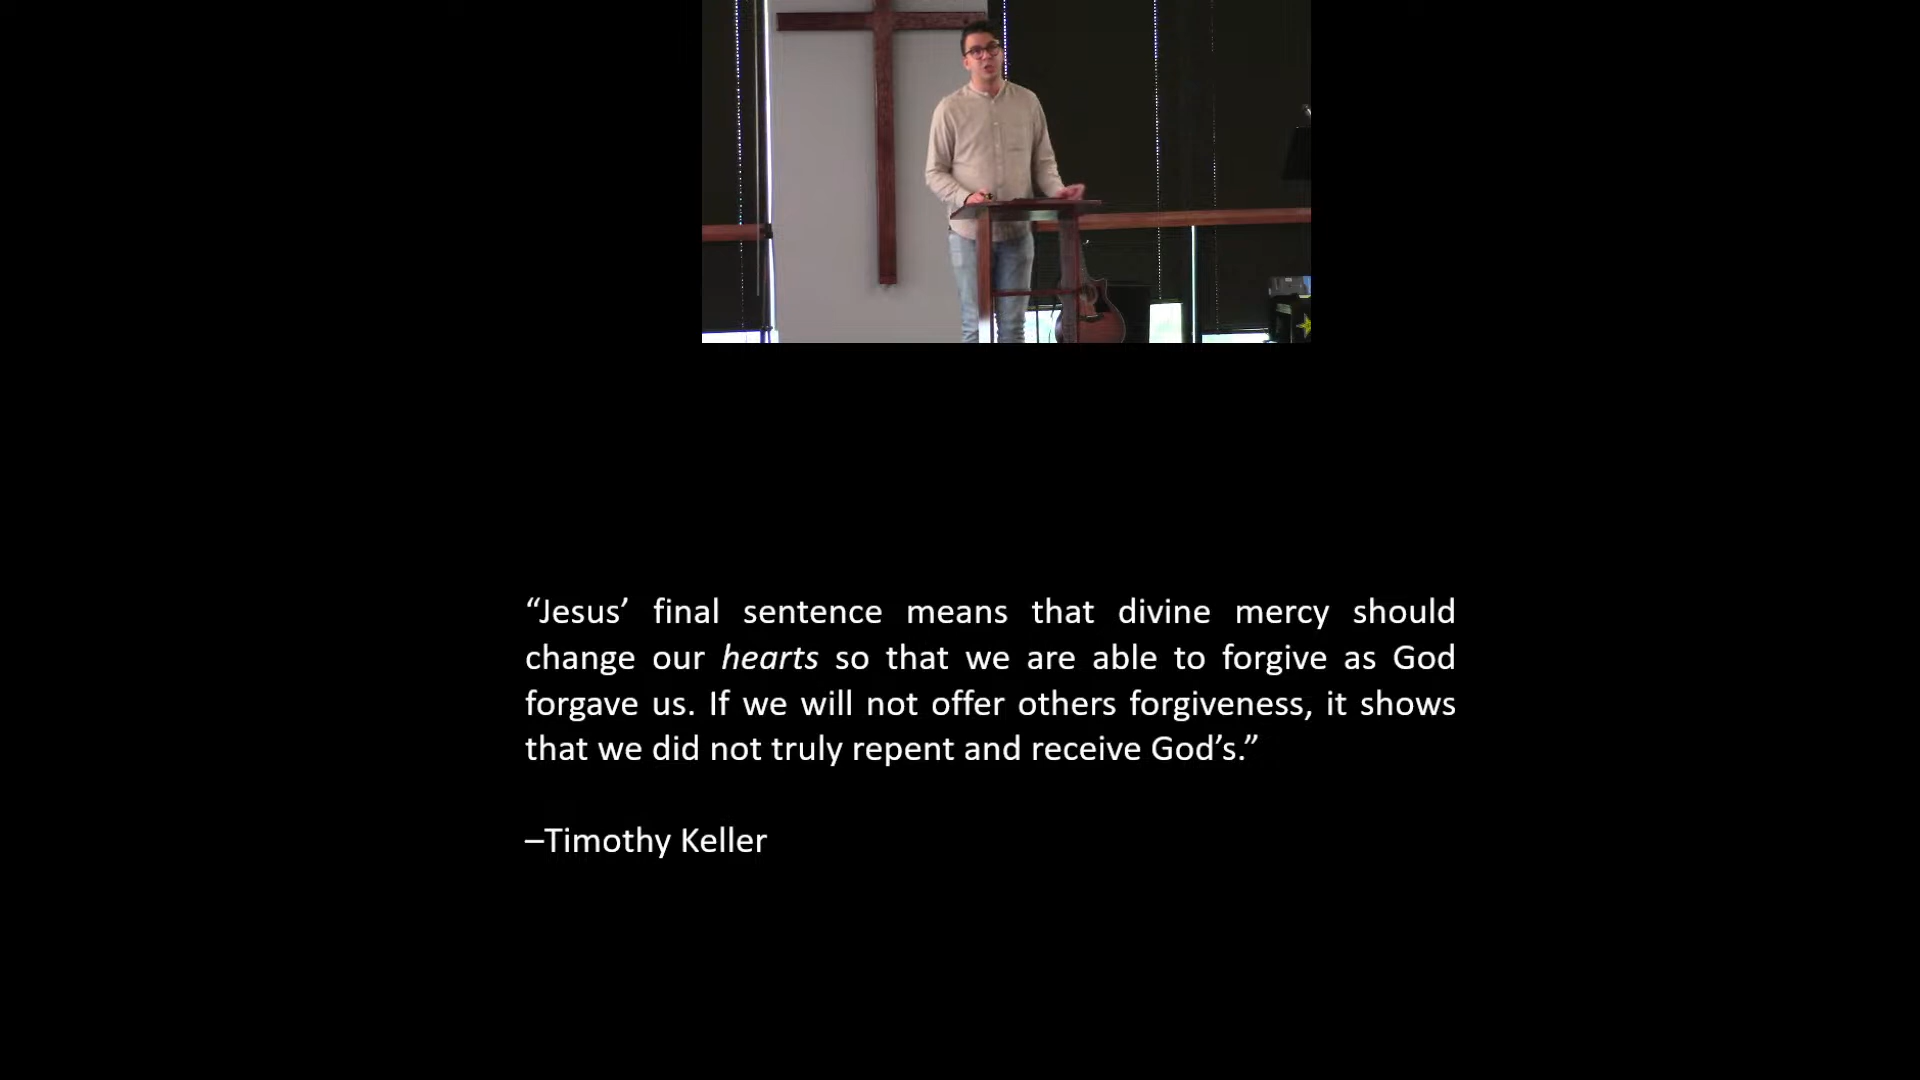 “Jesus’ final sentence means that divine mercy should
change our hearts so that we are able to forgive as God
forgave us. If we will not offer others forgiveness, it shows
that we did not truly repent and receive God’s.”
–Timothy Keller